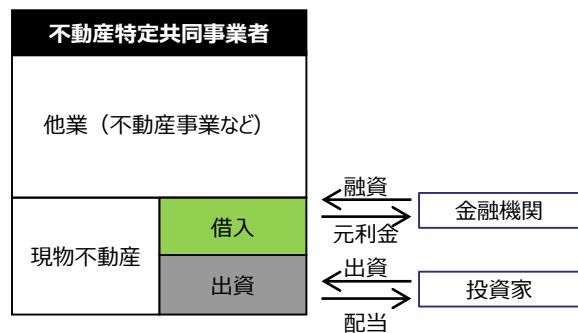 不動産特定共同事業者
他業（不動産事業など）
融資
金融機関
借入
元利金
現物不動産
出資
出資
投資家
配当